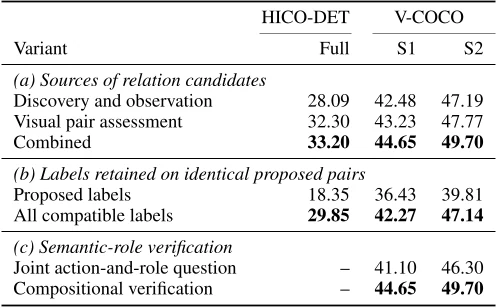 HICO-DET V-COCO
Variant Full S1 S2
(a) Sources of relation candidates
Discovery and observation 28.09 42.48 47.19
Visual pair assessment 32.30 43.23 47.77
Combined 33.20 44.65 49.70
(b) Labels retained on identical proposed pairs
Proposed labels 18.35 36.43 39.81
All compatible labels 29.85 42.27 47.14
(c) Semantic-role verification
Joint action-and-role question – 41.10 46.30
Compositional verification – 44.65 49.70